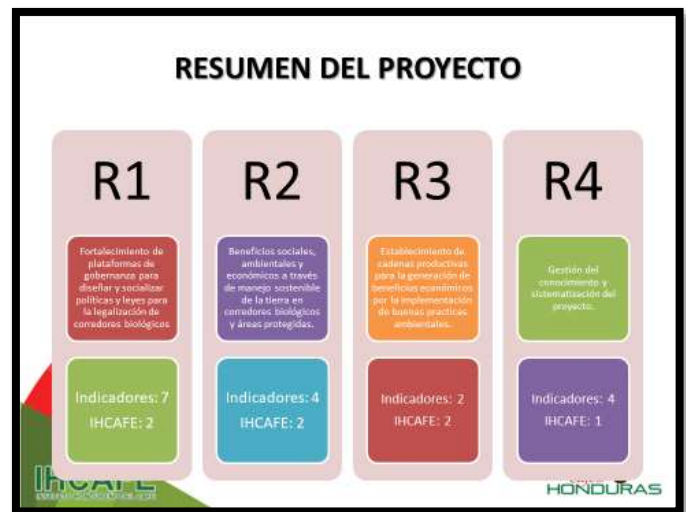 RESUMEN DEL PROYECTO
R1
Fortalecimiento de
plataformas de
gobernanza para
diseñar y socializar
políticas y leyes para
la legalización de
corredores biológicos
Indicadores: 7
IHCAFE: 2
R2
Beneficios sociales,
ambientales y
económicos a través
de manejo sostenible
de la tierra en
corredores biológicos
y áreas protegidas.
Indicadores: 4
IHCAFE: 2
R3
Establecimiento de
cadenas productivas
para la generación de
beneficios económicos
por la implementación
de buenas practicas
ambientales.
Indicadores: 2
IHCAFE: 2
R4
Gestión del
conocimiento y
sistematización del
proyecto.
Indicadores: 4
IHCAFE: 1
IHCAFE
INSTITUTO HONDUREÑO DEL CAFÉ
HONDURAS